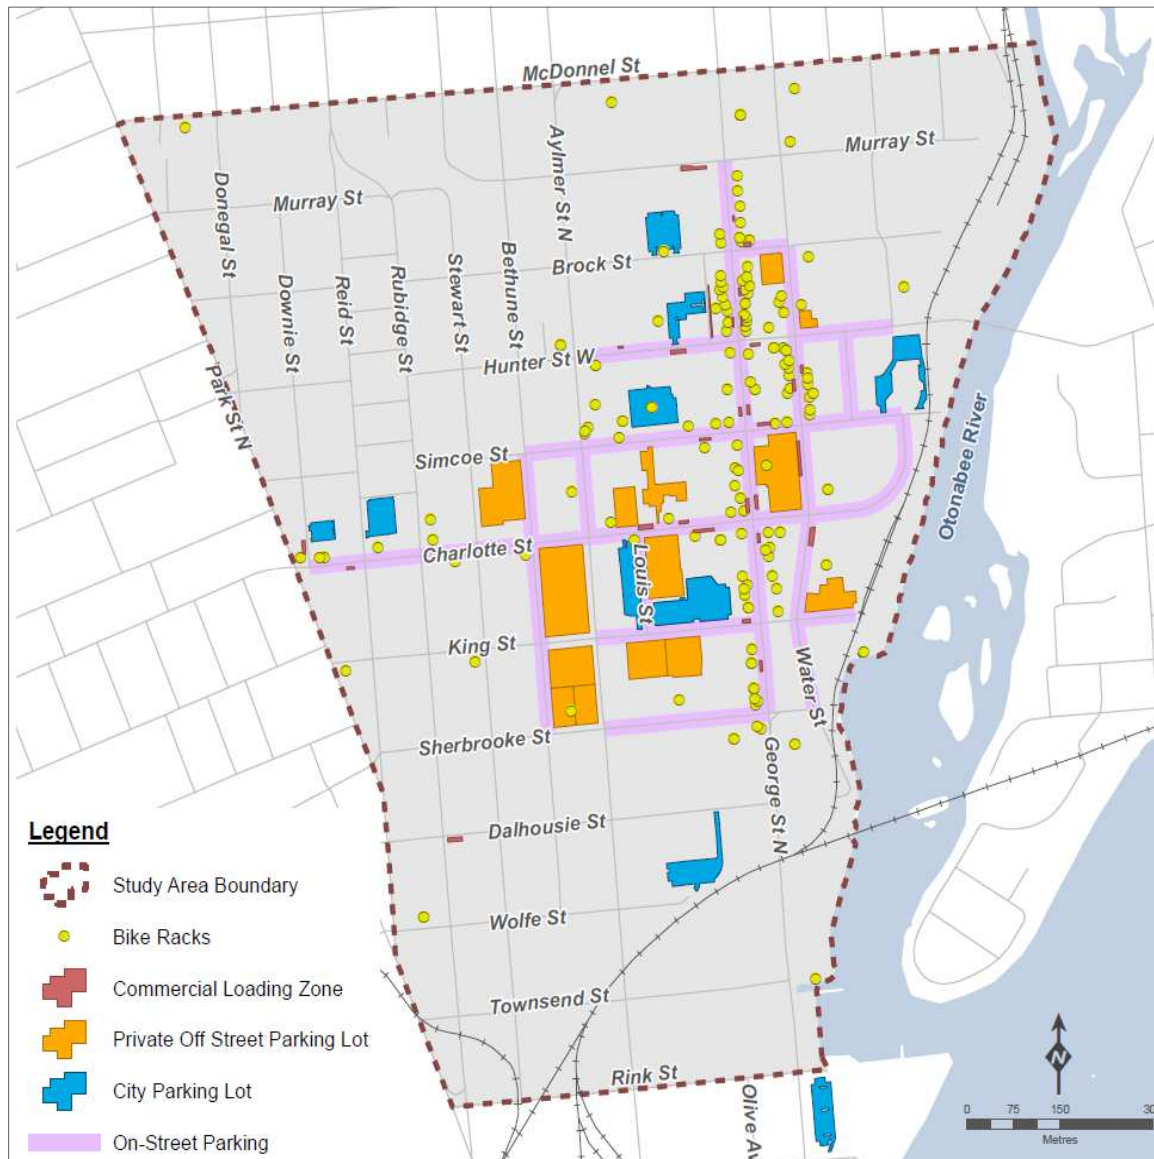 McDonnel St
Murray St
Aylmer St N
Murray St
Donegal St
Brock St
Bethune St
Stewart St
Rubidge St
Reid St
Downie St
Hunter St W
Park St N
Otonabee River
Simcoe St
Charlotte St
Louis St
King St
Water St
Sherbrooke St
George St N
Dalhousie St
Wolfe St
Townsend St
Rink St
Olive Av
Legend
Study Area Boundary
Bike Racks
Commercial Loading Zone
Private Off Street Parking Lot
City Parking Lot
On-Street Parking
N
0 75 150 30
Metres